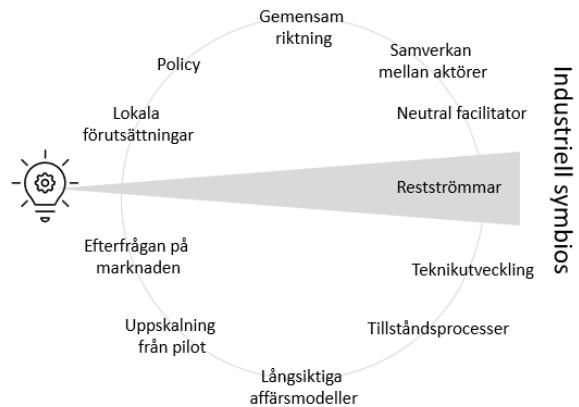 Gemensam
riktning
Policy
Samverkan
mellan aktörer
Lokala
förutsättningar
Neutral facilitator
Restströmmar
Industriell symbios
Efterfrågan på
marknaden
Teknikutveckling
Uppskalning
från pilot
Tillståndsprocesser
Långsiktiga
affärsmodeller